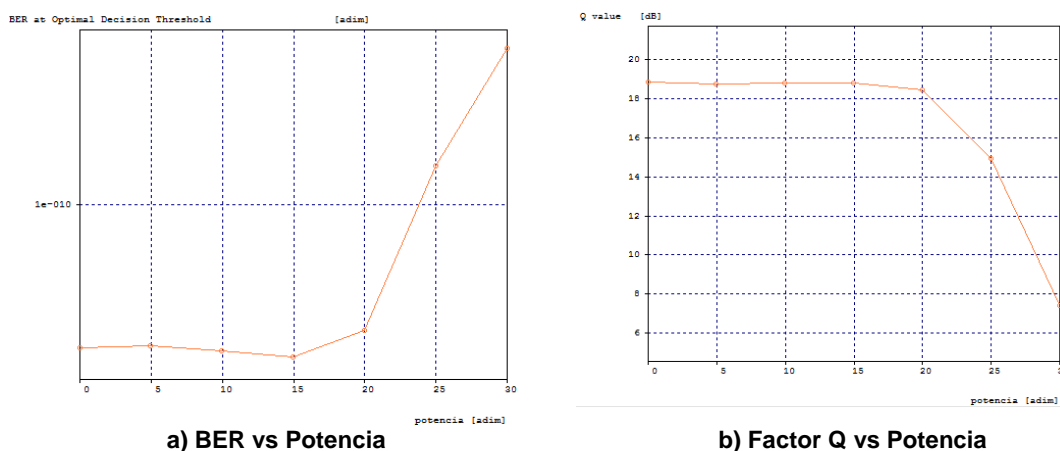 BER at Optimal Decision Threshold [adim]
1e-010
0 5 10 15 20 25 30
potencia [adim]
a) BER vs Potencia
Q value [dB]
20
18
16
14
12
10
8
6
0 5 10 15 20 25 3
potencia [adim]
b) Factor Q vs Potencia